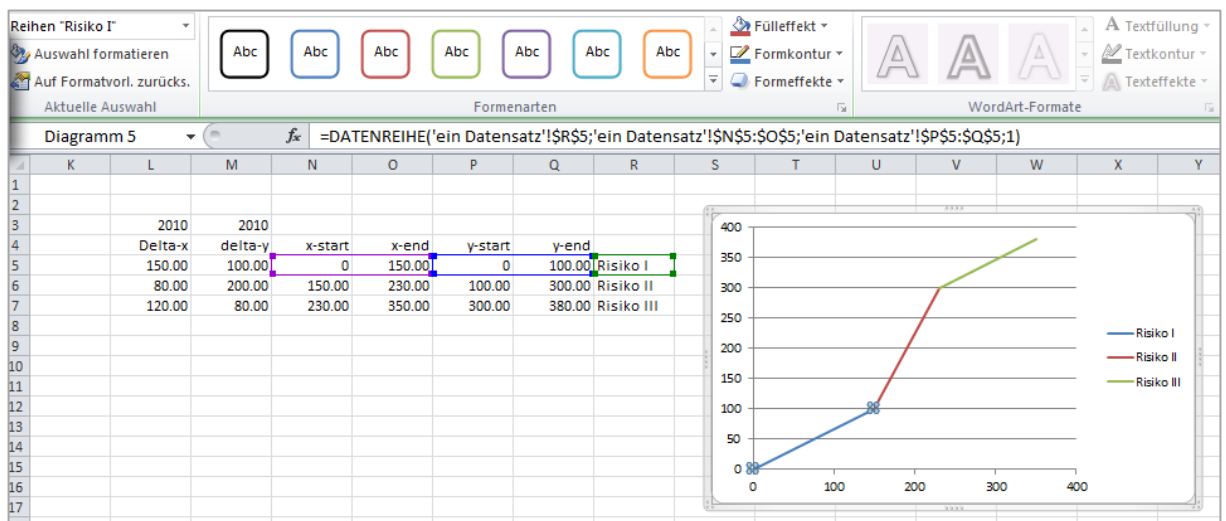 Reihen "Risiko I"
Auswahl formatieren
Auf Formatvorl. zurücks.
Aktuelle Auswahl
Abc Abc Abc Abc Abc Abc Abc
Formenarten
Fülleffekt
Formkontur
Formeffekte
A A A
WordArt-Formate
A Textfüllung
Textkontur
Texteffekte
Diagramm 5 fx =DATENREIHE('ein Datensatz'!$R$5;'ein Datensatz'!$N$5:$O$5;'ein Datensatz'!$P$5:$Q$5;1)
K L M N O P Q R S T U V W X Y
1
2
3 2010 2010
4 Delta-x delta-y x-start x-end y-start y-end
5 150.00 100.00 0 150.00 0 100.00 Risiko I
6 80.00 200.00 150.00 230.00 100.00 300.00 Risiko II
7 120.00 80.00 230.00 350.00 300.00 380.00 Risiko III
8
9
10
11
12
13
14
15
16
17
400
350
300
250
200
150
100
50
0
0 100 200 300 400
Risiko I
Risiko II
Risiko III